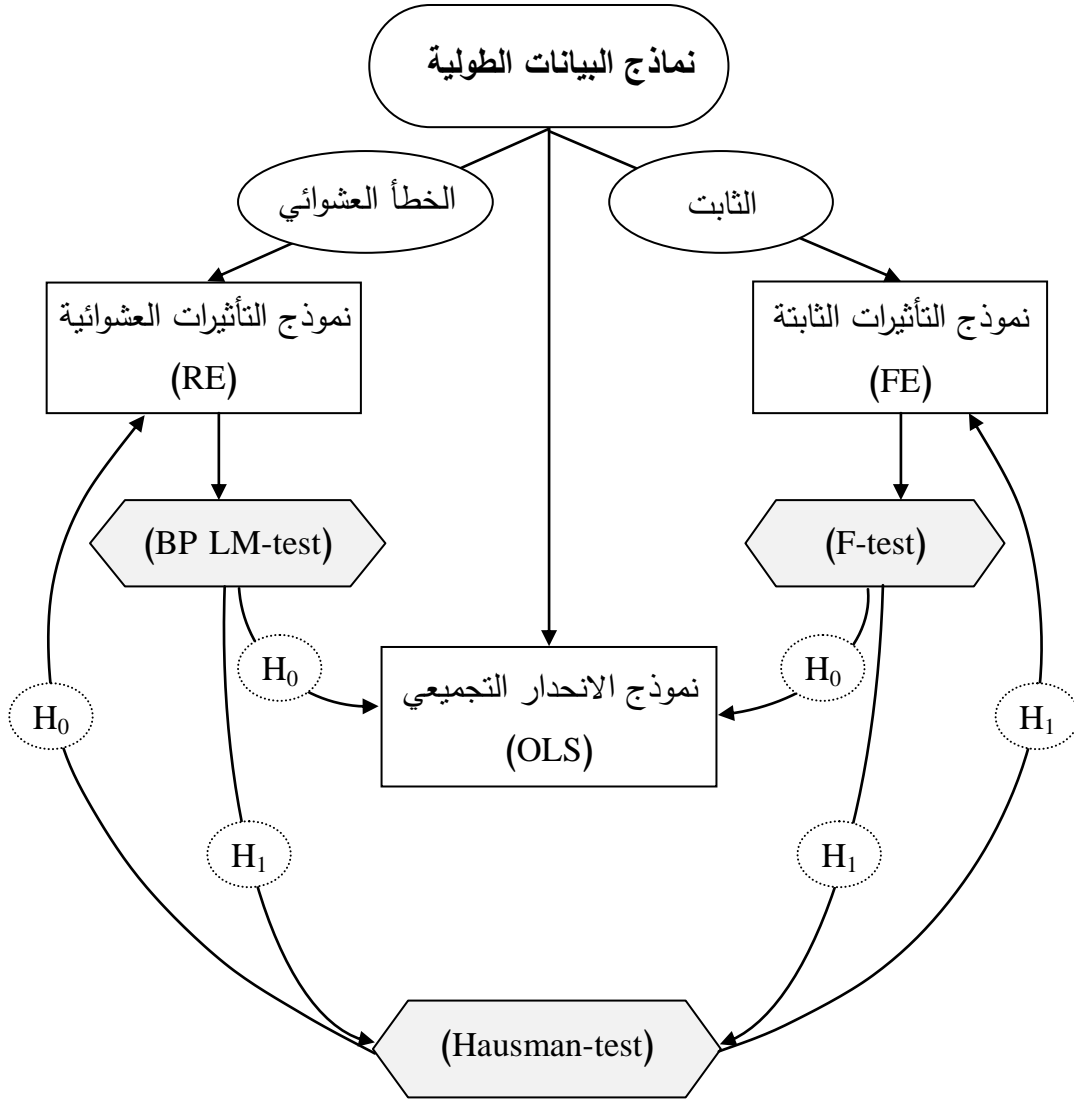 نماذج البيانات الطولية
الثابت
الخطأ العشوائي
نموذج التأثيرات الثابتة
(FE)
نموذج التأثيرات العشوائية
(RE)
(F-test)
(BP LM-test)
H₀
H₀
نموذج الانحدار التجميعي
(OLS)
H₁
H₀
H₁
H₁
(Hausman-test)